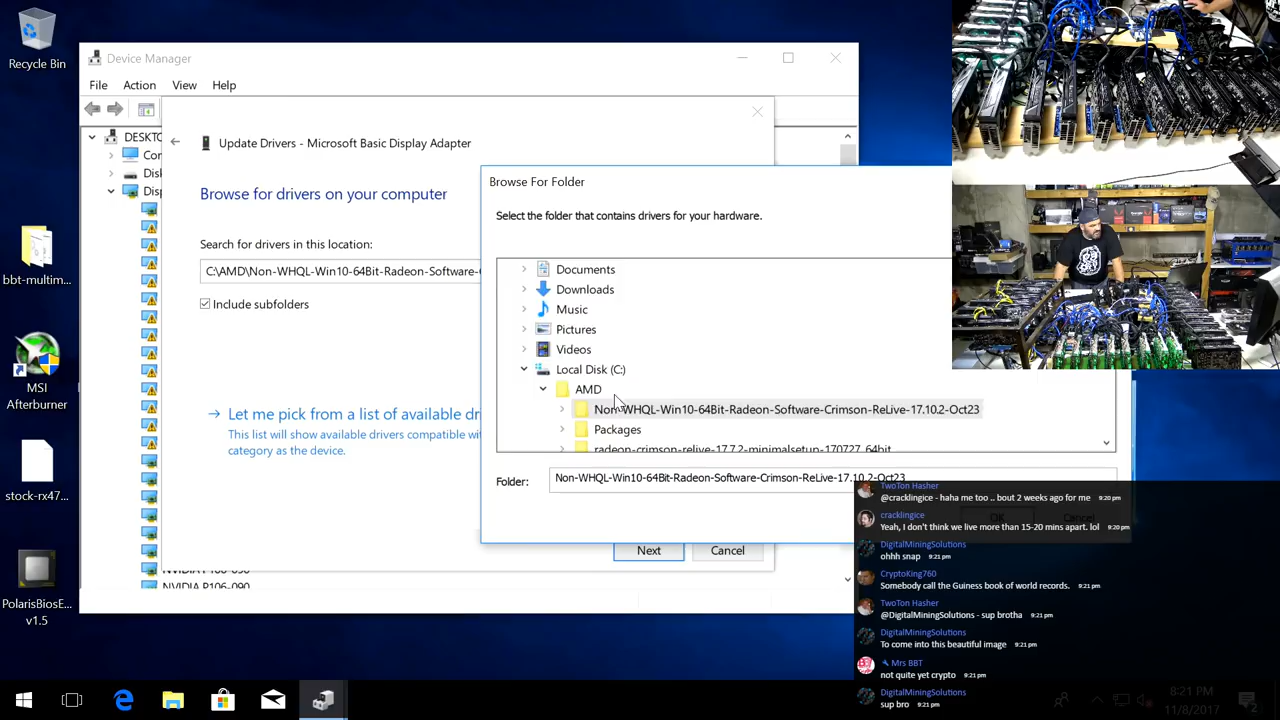 Recycle Bin
bbt-multim...
MSI
Afterburner
stock-rx47...
PolarisBiosE...
v1.5
Device Manager
File Action View Help
DESKTO
Disp
Update Drivers - Microsoft Basic Display Adapter
Browse for drivers on your computer
Search for drivers in this location:
C:\AMD\Non-WHQL-Win10-64Bit-Radeon-Software-
Include subfolders
Let me pick from a list of available dr
This list will show available drivers compatible
category as the device.
Next
Cancel
NVIDIA P106-090
Browse For Folder
Select the folder that contains drivers for your hardware.
Documents
Downloads
Music
Pictures
Videos
Local Disk (C:)
AMD
Non-WHQL-Win10-64Bit-Radeon-Software-Crimson-ReLive-17.10.2-Oct23
Packages
radeon-crimson-relive-17.7.2-minimalsetup-170727_64bit
Folder:
Non-WHQL-Win10-64Bit-Radeon-Software-Crimson-ReLive-17.10.2-Oct23
OK
Cancel
TwoTon Hasher
@cracklingice - haha me too .. bout 2 weeks ago for me 9:20 pm
cracklingice
Yeah, I don't think we live more than 15-20 mins apart. lol 9:20 pm
DigitalMiningSolutions
ohhh snap 9:21 pm
CryptoKing760
Somebody call the Guiness book of world records. 9:21 pm
TwoTon Hasher
@DigitalMiningSolutions - sup brotha 9:21 pm
DigitalMiningSolutions
To come into this beautiful image 9:21 pm
Mrs BBT
not quite yet crypto 9:21 pm
DigitalMiningSolutions
sup bro 9:21 pm
8:21 PM
11/8/2017